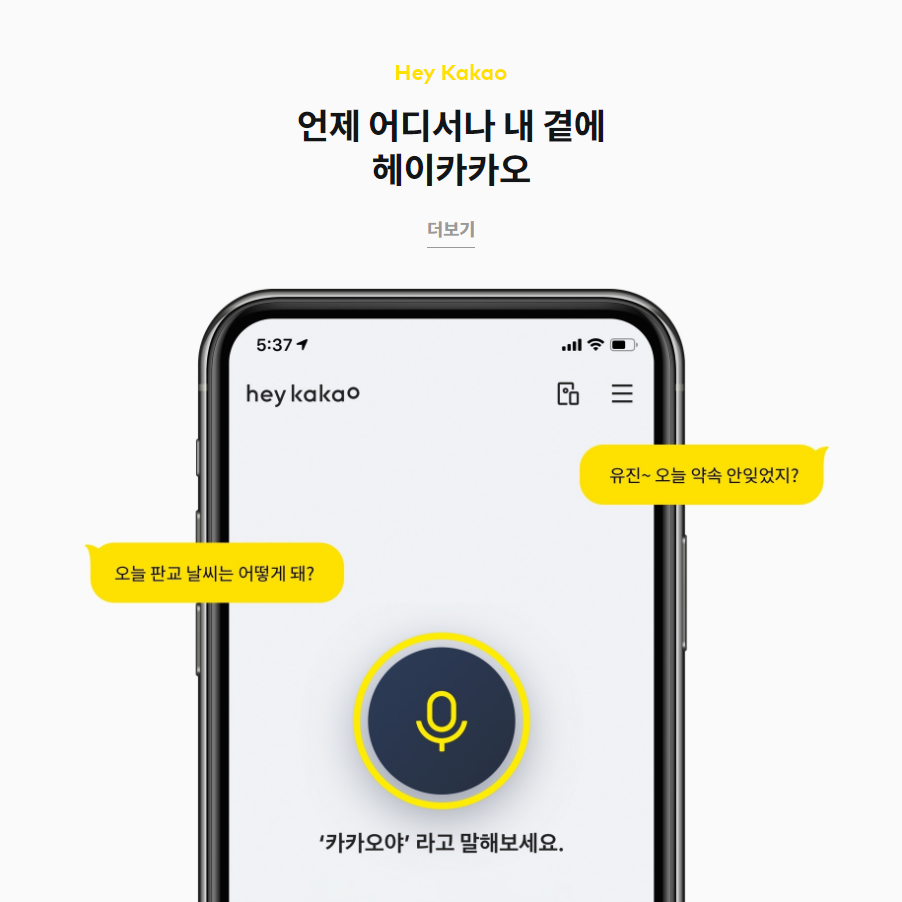 Hey Kakao
언제 어디서나 내 곁에
헤이카카오
더보기
5:37
hey kakao
유진~ 오늘 약속 안잊었지?
오늘 판교 날씨는 어떻게 돼?
‘카카오야’ 라고 말해보세요.